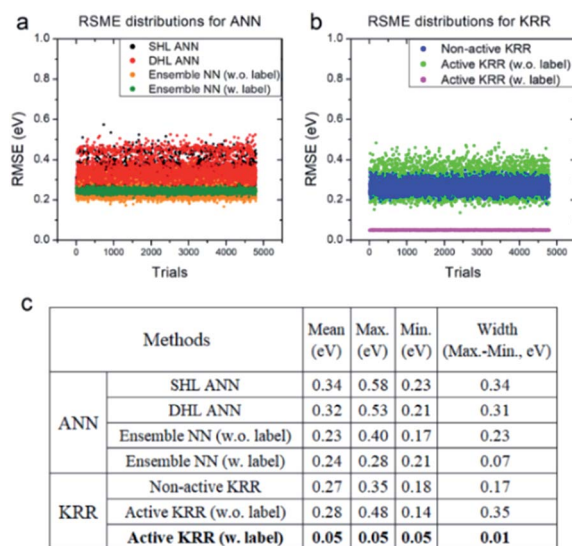 a
RSME distributions for ANN
1.0
0.8
0.6
0.4
0.2
0.0
RMSE (eV)
SHL ANN
DHL ANN
Ensemble NN (w.o. label)
Ensemble NN (w. label)
0 1000 2000 3000 4000 5000
Trials
b
RSME distributions for KRR
1.0
0.8
0.6
0.4
0.2
0.0
RMSE (eV)
Non-active KRR
Active KRR (w.o. label)
Active KRR (w. label)
0 1000 2000 3000 4000 5000
Trials
c
Methods Mean (eV) Max. (eV) Min. (eV) Width (Max.-Min., eV)
ANN
SHL ANN 0.34 0.58 0.23 0.34
DHL ANN 0.32 0.53 0.21 0.31
Ensemble NN (w.o. label) 0.23 0.40 0.17 0.23
Ensemble NN (w. label) 0.24 0.28 0.21 0.07
KRR
Non-active KRR 0.27 0.35 0.18 0.17
Active KRR (w.o. label) 0.28 0.48 0.14 0.35
Active KRR (w. label) 0.05 0.05 0.05 0.01